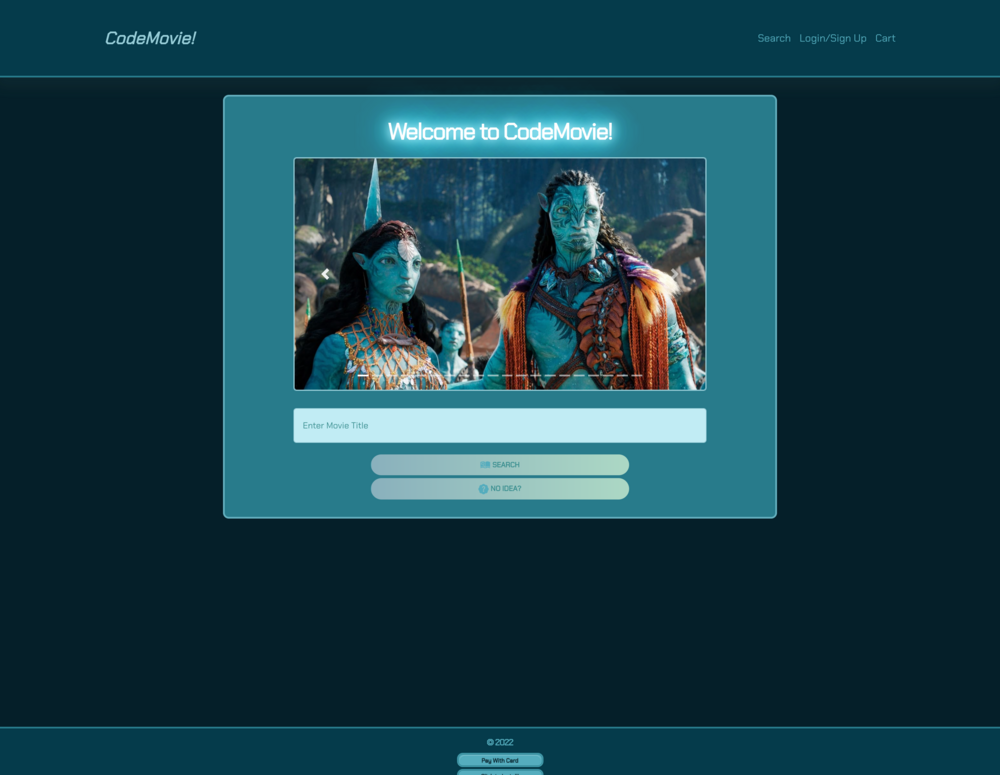 CodeMovie!
Search Login/Sign Up Cart
Welcome to CodeMovie!
Enter Movie Title
SEARCH
? NO IDEA?
© 2022
Pay With Card